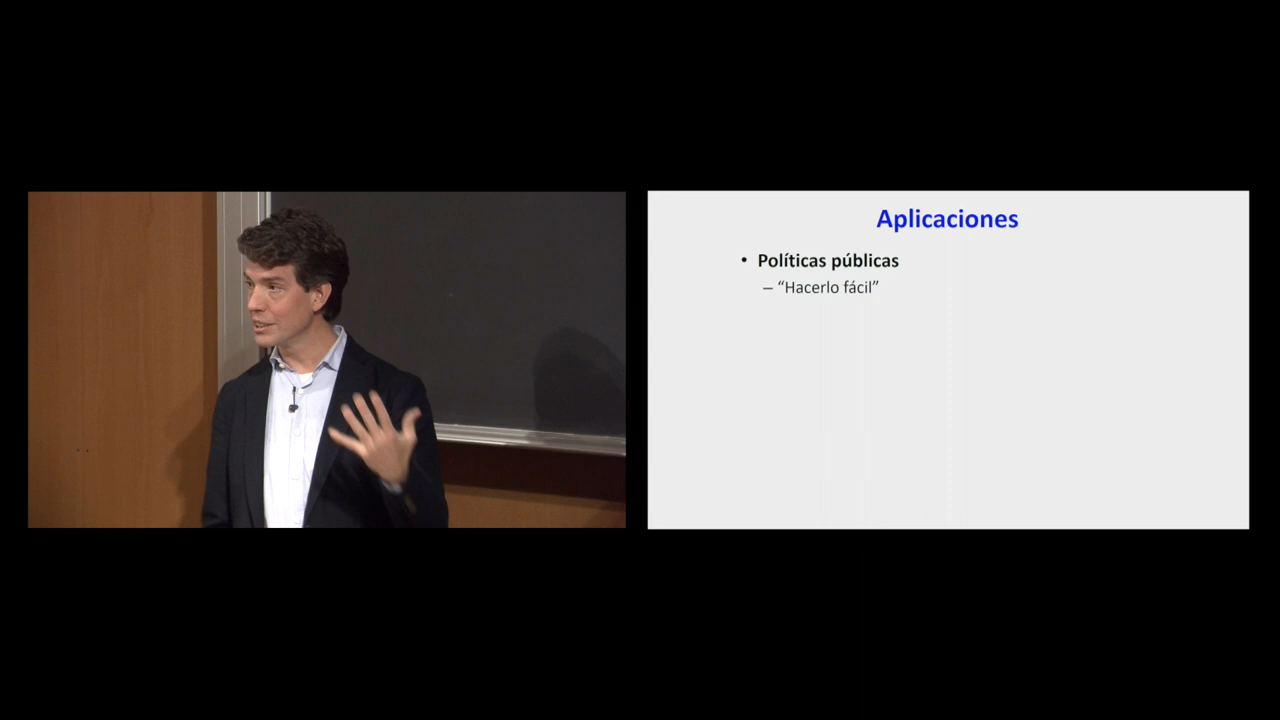 Aplicaciones
• Políticas públicas
– “Hacerlo fácil”